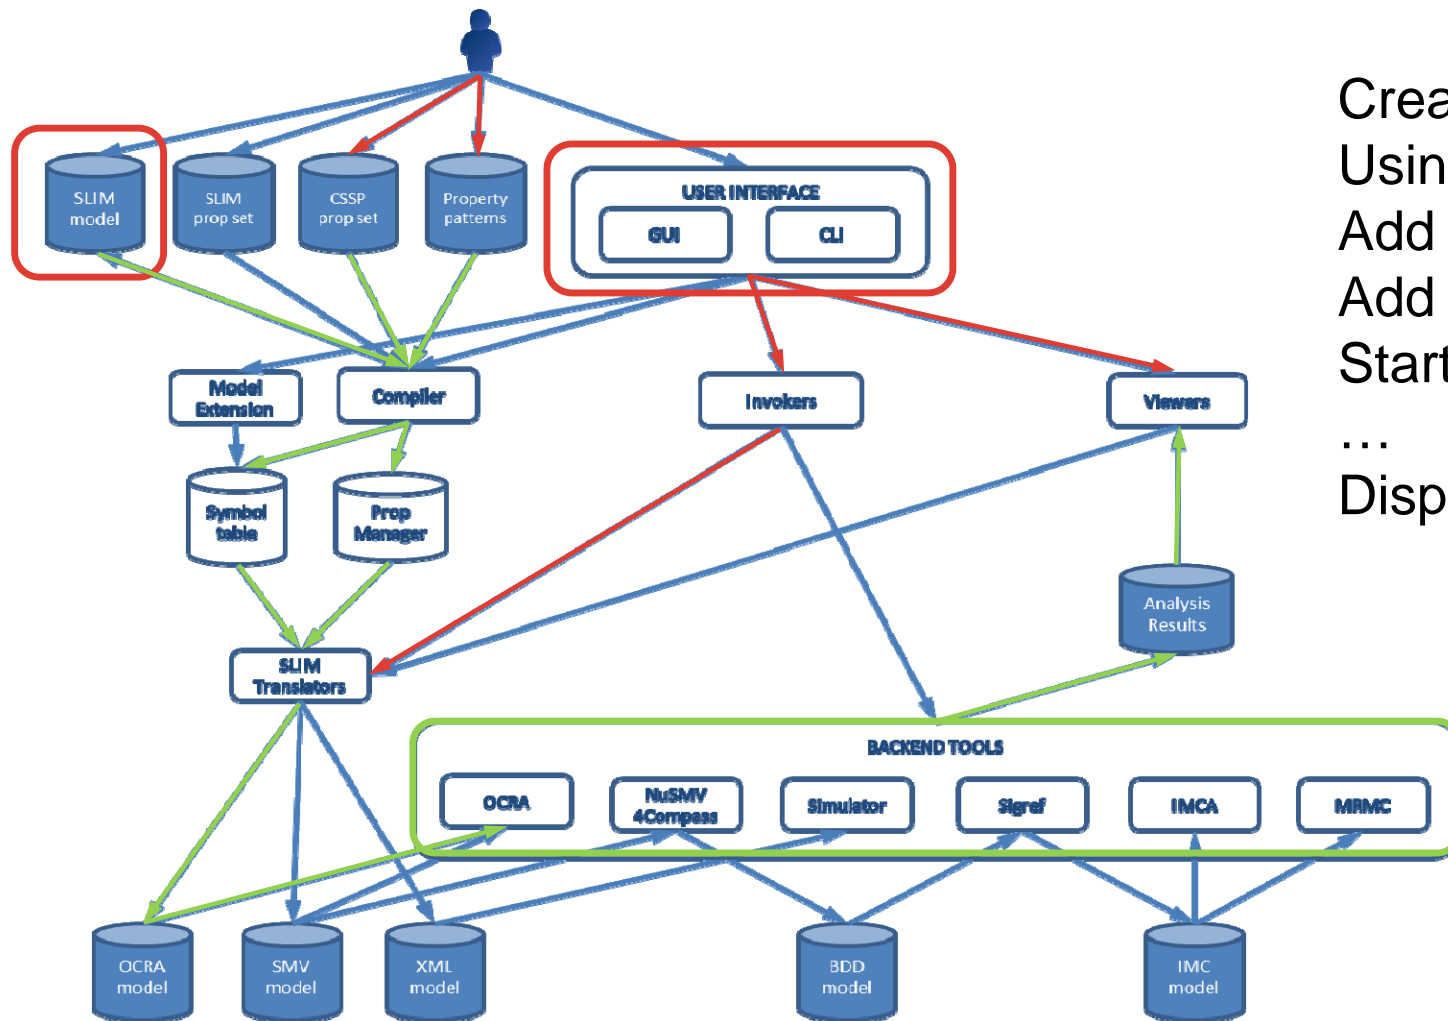 SLIM
model
SLIM
prop set
CSSP
prop set
Property
patterns
USER INTERFACE
GUI
CLI
Model
Extension
Compiler
Invokers
Viewers
Symbol
table
Prop
Manager
Analysis
Results
SLIM
Translators
BACKEND TOOLS
OCRA
NuSMV
4Compass
Simulator
Sigref
IMCA
MRMC
OCRA
model
SMV
model
XML
model
BDD
model
IMC
model
Crea
Usin
Add
Add
Start
…
Disp